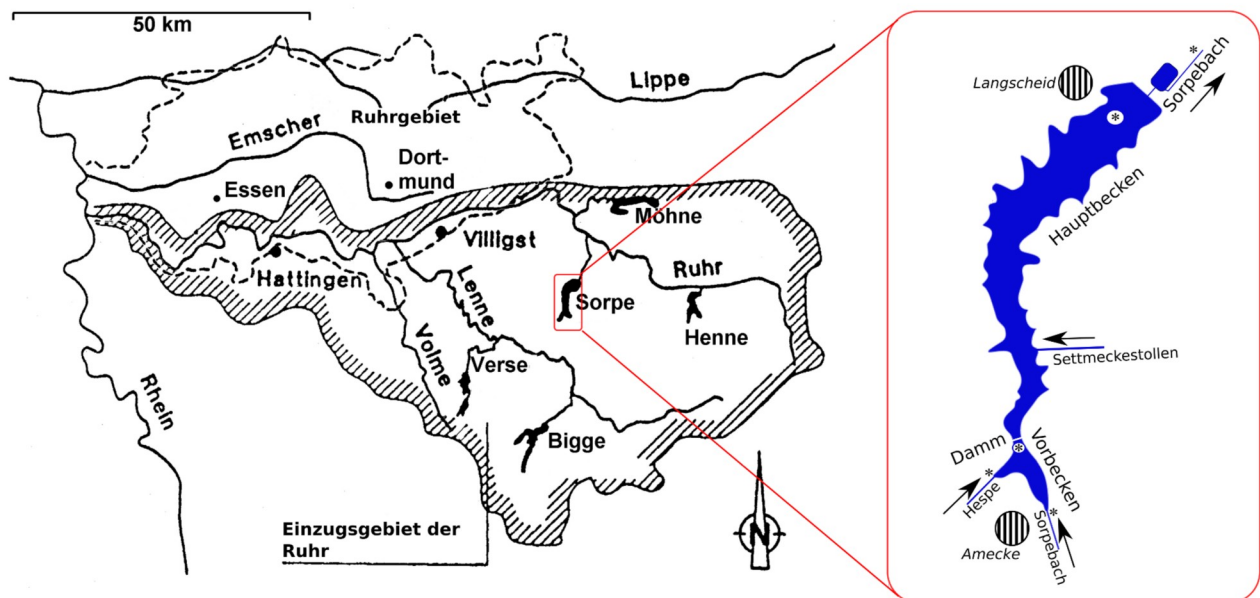 50 km
Lippe
Ruhrgebiet
Emscher
Dort-
mund
Essen
Möhne
Villigst
Hattingen
Ruhr
Lenne
Sorpe
Henne
Volme
Verse
Rhein
Bigge
Einzugsgebiet der
Ruhr
N
Langscheid
*
Sorpebach
*
Hauptbecken
Settmeckestollen
Damm
Vorbecken
*
*
Hespe
*
Sorpebach
Amecke